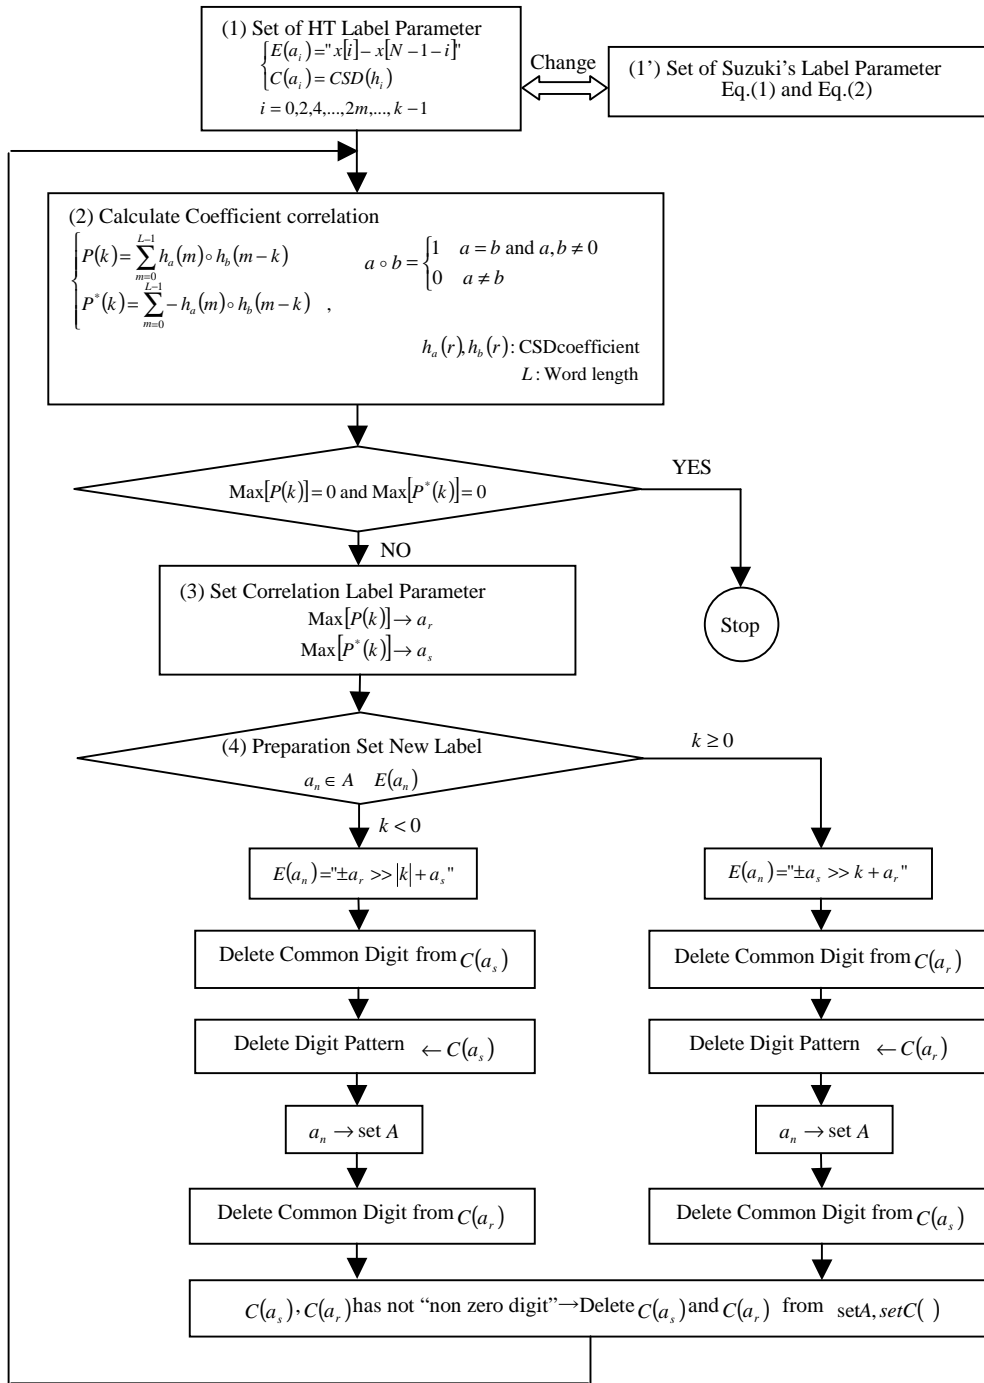 (1) Set of HT Label Parameter
{E(a_i)="x[i]−x[N−1−i]"
C(a_i)=CSD(h_i)
i=0,2,4,...,2m,...,k−1
Change
(1') Set of Suzuki's Label Parameter
Eq.(1) and Eq.(2)
(2) Calculate Coefficient correlation
{P(k)=∑_{m=0}^{L−1} h_a(m)∘h_b(m−k)
P^*(k)=∑_{m=0}^{L−1} −h_a(m)∘h_b(m−k) ,
a∘b={1 a=b and a,b≠0
0 a≠b
h_a(r),h_b(r): CSDcoefficient
L: Word length
Max[P(k)]=0 and Max[P^*(k)]=0
YES
NO
Stop
(3) Set Correlation Label Parameter
Max[P(k)]→a_r
Max[P^*(k)]→a_s
(4) Preparation Set New Label
a_n∈A E(a_n)
k≥0
k<0
E(a_n)="±a_r >> |k|+a_s"
Delete Common Digit from C(a_s)
Delete Digit Pattern ←C(a_s)
a_n→set A
Delete Common Digit from C(a_r)
E(a_n)="±a_s >> k+a_r"
Delete Common Digit from C(a_r)
Delete Digit Pattern ←C(a_r)
a_n→set A
Delete Common Digit from C(a_s)
C(a_s),C(a_r)has not “non zero digit”→Delete C(a_s)and C(a_r) from setA,setC( )